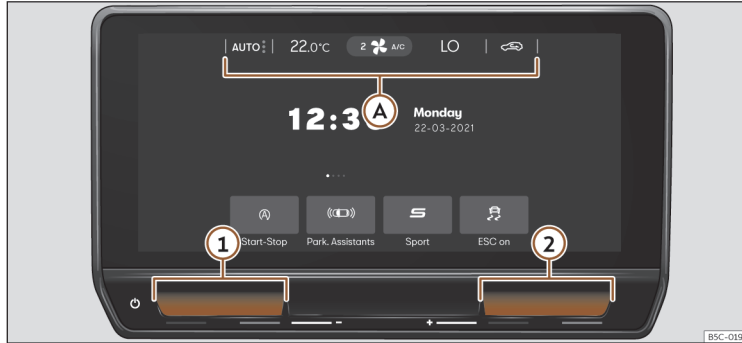 AUTO 22.0°C 2 A/C LO
A
12:3 Monday
22-03-2021
Start-Stop Park. Assistants Sport ESC on
1 2
- +
B5C-019